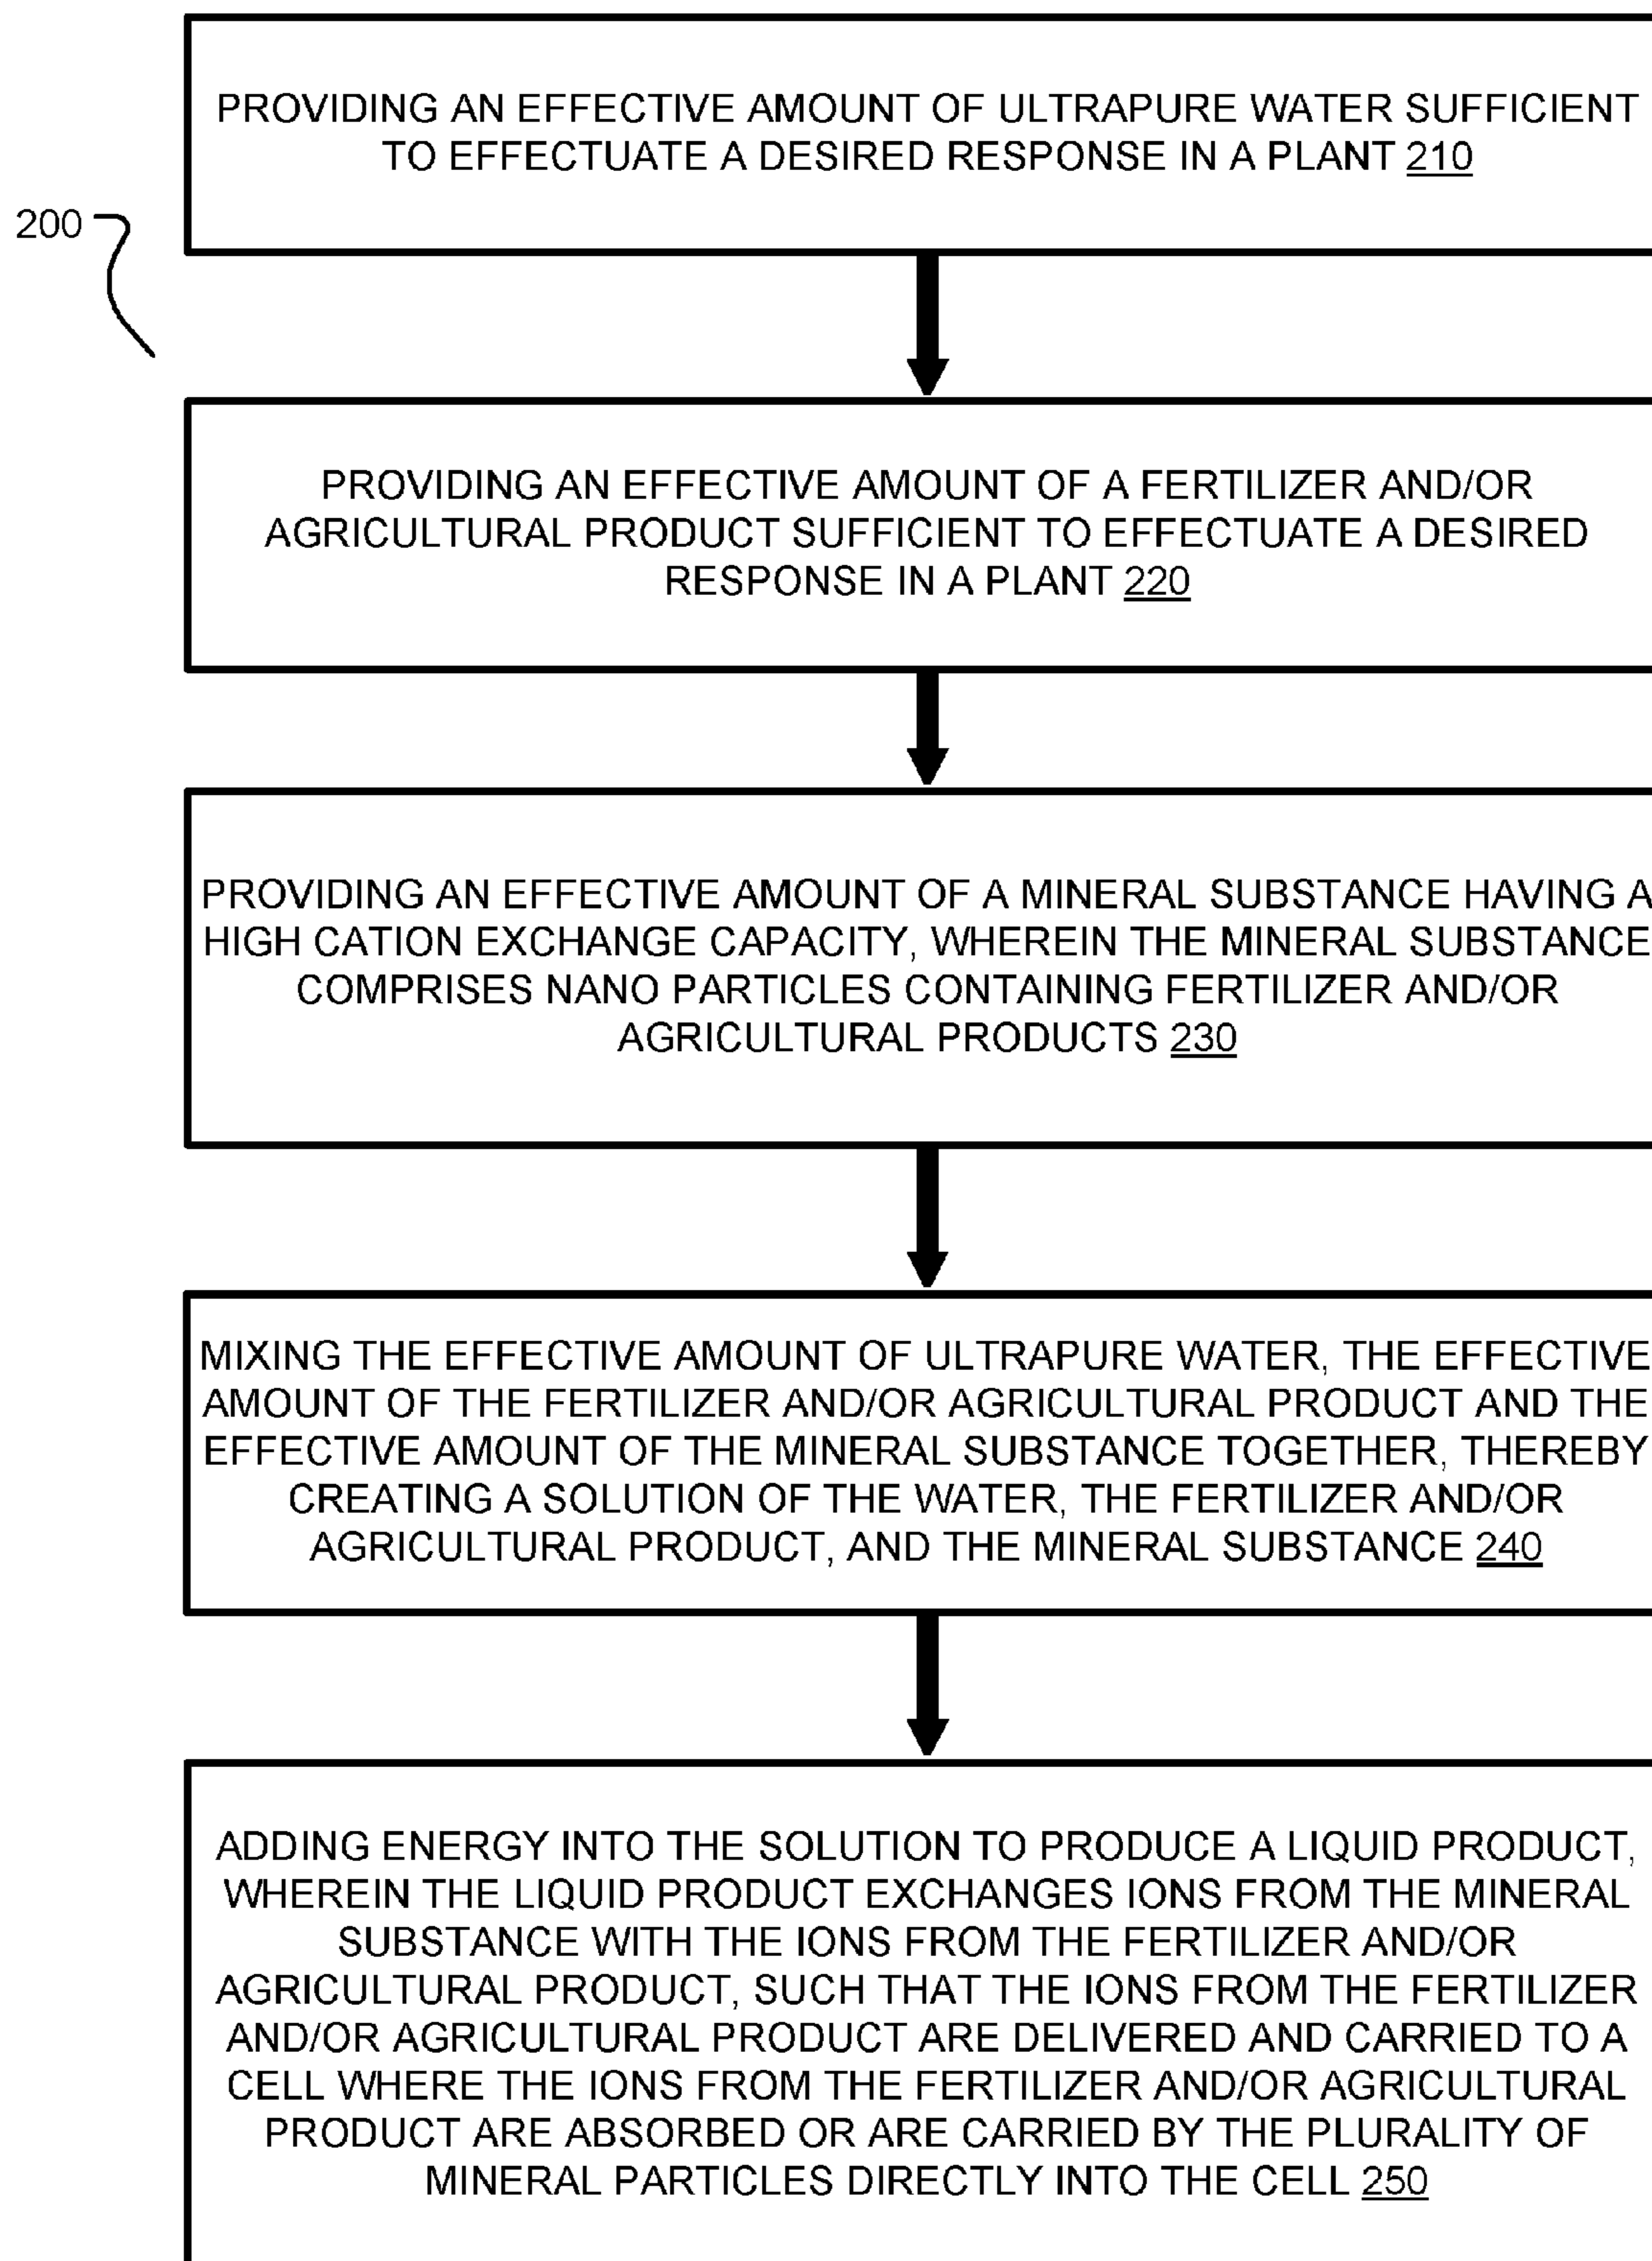 PROVIDING AN EFFECTIVE AMOUNT OF ULTRAPURE WATER SUFFICIENT
TO EFFECTUATE A DESIRED RESPONSE IN A PLANT 210
200
PROVIDING AN EFFECTIVE AMOUNT OF A FERTILIZER AND/OR
AGRICULTURAL PRODUCT SUFFICIENT TO EFFECTUATE A DESIRED
RESPONSE IN A PLANT 220
PROVIDING AN EFFECTIVE AMOUNT OF A MINERAL SUBSTANCE HAVING A
HIGH CATION EXCHANGE CAPACITY, WHEREIN THE MINERAL SUBSTANCE
COMPRISES NANO PARTICLES CONTAINING FERTILIZER AND/OR
AGRICULTURAL PRODUCTS 230
MIXING THE EFFECTIVE AMOUNT OF ULTRAPURE WATER, THE EFFECTIVE
AMOUNT OF THE FERTILIZER AND/OR AGRICULTURAL PRODUCT AND THE
EFFECTIVE AMOUNT OF THE MINERAL SUBSTANCE TOGETHER, THEREBY
CREATING A SOLUTION OF THE WATER, THE FERTILIZER AND/OR
AGRICULTURAL PRODUCT, AND THE MINERAL SUBSTANCE 240
ADDING ENERGY INTO THE SOLUTION TO PRODUCE A LIQUID PRODUCT,
WHEREIN THE LIQUID PRODUCT EXCHANGES IONS FROM THE MINERAL
SUBSTANCE WITH THE IONS FROM THE FERTILIZER AND/OR
AGRICULTURAL PRODUCT, SUCH THAT THE IONS FROM THE FERTILIZER
AND/OR AGRICULTURAL PRODUCT ARE DELIVERED AND CARRIED TO A
CELL WHERE THE IONS FROM THE FERTILIZER AND/OR AGRICULTURAL
PRODUCT ARE ABSORBED OR ARE CARRIED BY THE PLURALITY OF
MINERAL PARTICLES DIRECTLY INTO THE CELL 250